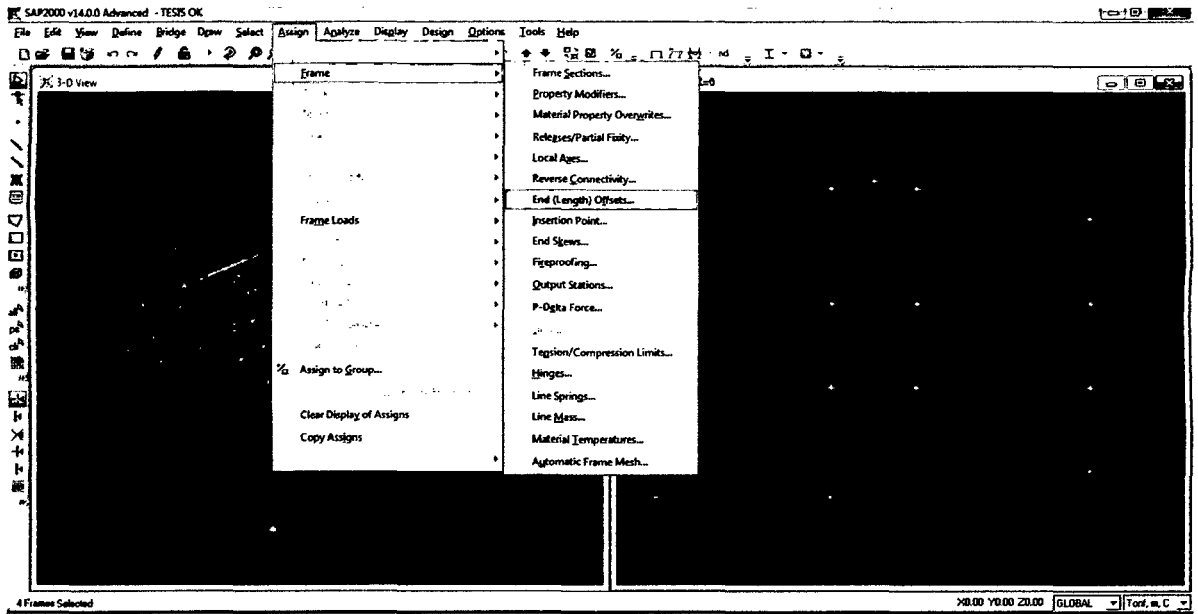 SAP2000 v14.0.0 Advanced - TESIS OK
File Edit View Define Bridge Draw Select Assign Analyze Display Design Options Tools Help
3-D View
Frame
Frame Loads
Assign to Group...
Clear Display of Assigns
Copy Assigns
Frame Sections...
Property Modifiers...
Material Property Overwrites...
Releases/Partial Fixity...
Local Axes...
Reverse Connectivity...
End (Length) Offsets...
Insertion Point...
End Skews...
Fireproofing...
Output Stations...
P-Delta Force...
Tension/Compression Limits...
Hinges...
Line Springs...
Line Mass...
Material Temperatures...
Automatic Frame Mesh...
4 Frames Selected
X0.00 Y0.00 Z0.00
GLOBAL
Tonf, m, C